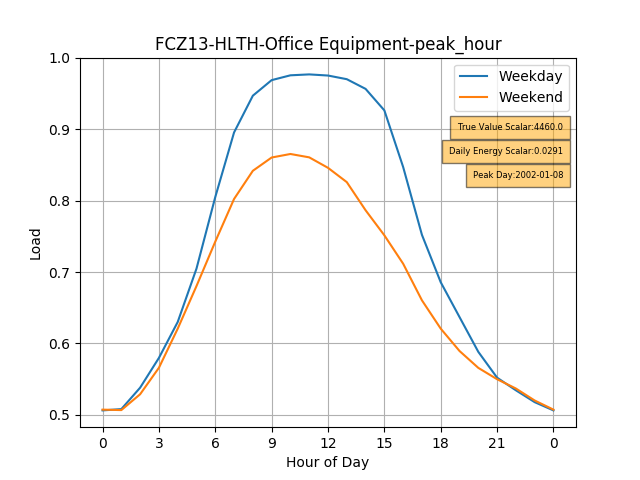 FCZ13-HLTH-Office Equipment-peak_hour
1.0
0.9
0.8
0.7
0.6
0.5
Load
Weekday
Weekend
True Value Scalar:4460.0
Daily Energy Scalar:0.0291
Peak Day:2002-01-08
0 3 6 9 12 15 18 21 0
Hour of Day